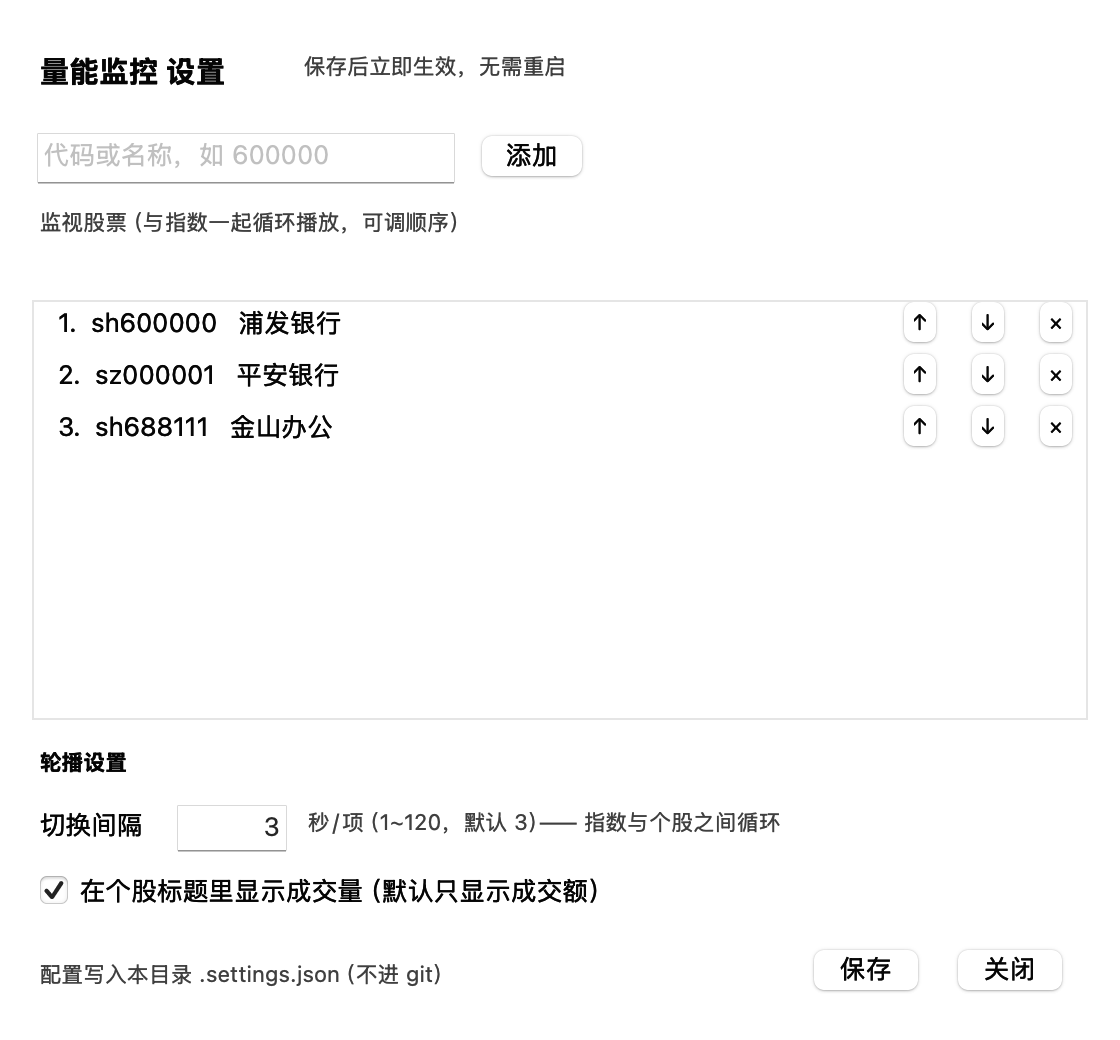 量能监控 设置 保存后立即生效，无需重启
代码或名称，如 600000 添加
监视股票 (与指数一起循环播放，可调顺序)
1. sh600000 浦发银行 ↑ ↓ ×
2. sz000001 平安银行 ↑ ↓ ×
3. sh688111 金山办公 ↑ ↓ ×
轮播设置
切换间隔 3 秒/项 (1~120，默认 3)—— 指数与个股之间循环
在个股标题里显示成交量 (默认只显示成交额)
配置写入本目录 .settings.json (不进 git) 保存 关闭